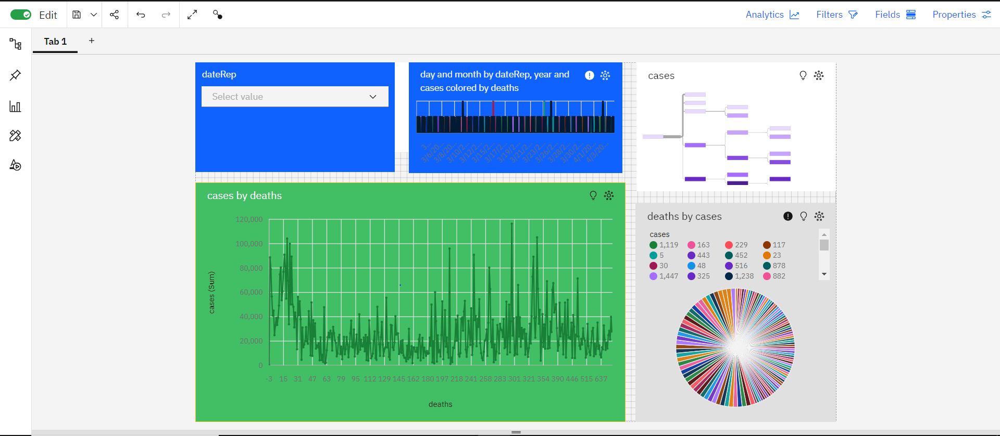 Edit
Analytics
Filters
Fields
Properties
Tab 1
+
dateRep
Select value
day and month by dateRep, year and
cases colored by deaths
3...
3/6/20...
3/8/20...
3/10/2...
3/12/2...
3/15/2...
3/17/2...
3/19/2...
3/21/2...
3/23/2...
3/26/2...
3/28/2...
3/30/2...
4/1/20...
4/3/20...
cases
cases by deaths
120,000
100,000
80,000
60,000
40,000
20,000
0
cases (Sum)
-3 15 31 47 63 79 95 112 129 145 162 180 197 218 241 258 283 301 321 354 390 446 515 637
deaths
deaths by cases
cases
1,119 163 229 117
5 443 452 23
30 48 516 878
1,447 325 1,238 882